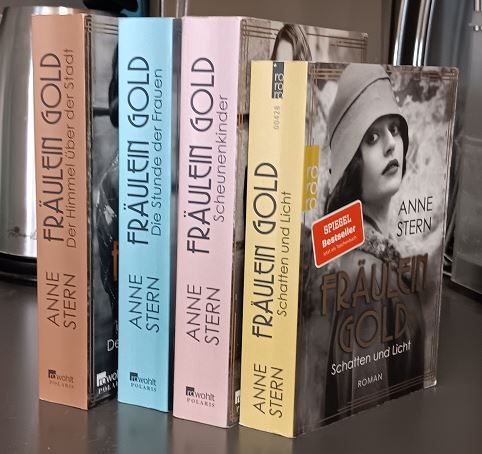 ANNE
STERN
FRÄULEIN GOLD
Der Himmel über der Stadt
rowohlt
POLARIS
ANNE
STERN
FRÄULEIN GOLD
Die Stunde der Frauen
rowohlt
POLARIS
ANNE
STERN
FRÄULEIN GOLD
Scheunenkinder
rowohlt
POLARIS
ANNE
STERN
FRÄULEIN GOLD
Schatten und Licht
00428
ANNE
STERN
SPIEGEL
Bestseller
FRÄULEIN
GOLD
Schatten und Licht
ROMAN